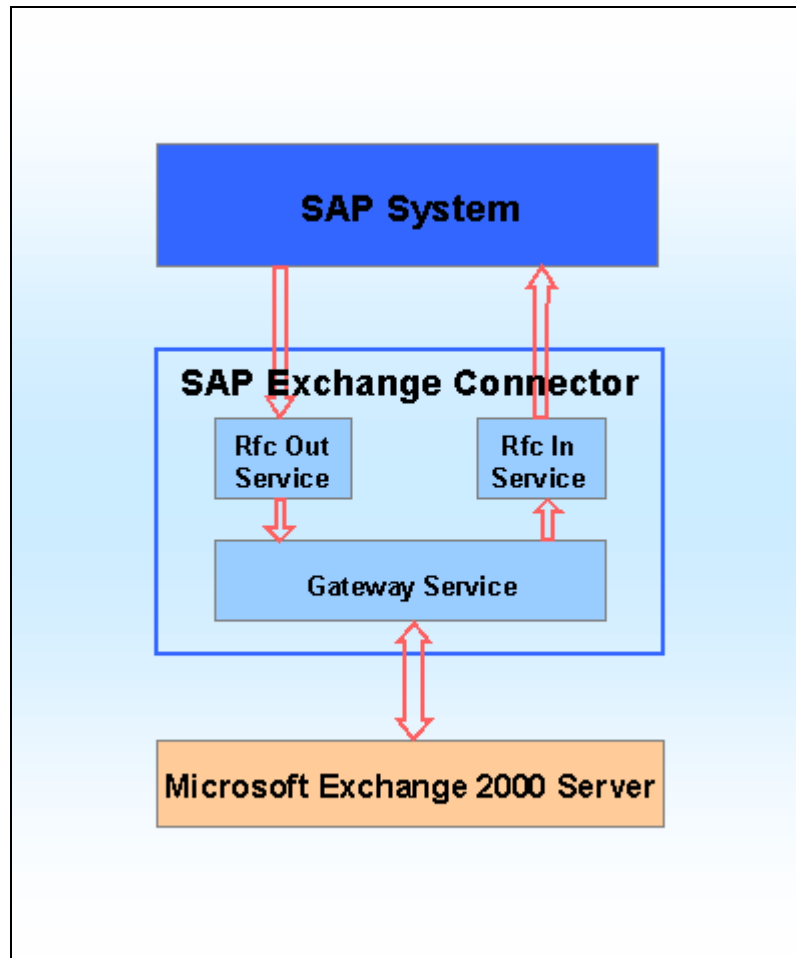 SAP System
SAP Exchange Connector
Rfc Out
Service
Rfc In
Service
Gateway Service
Microsoft Exchange 2000 Server